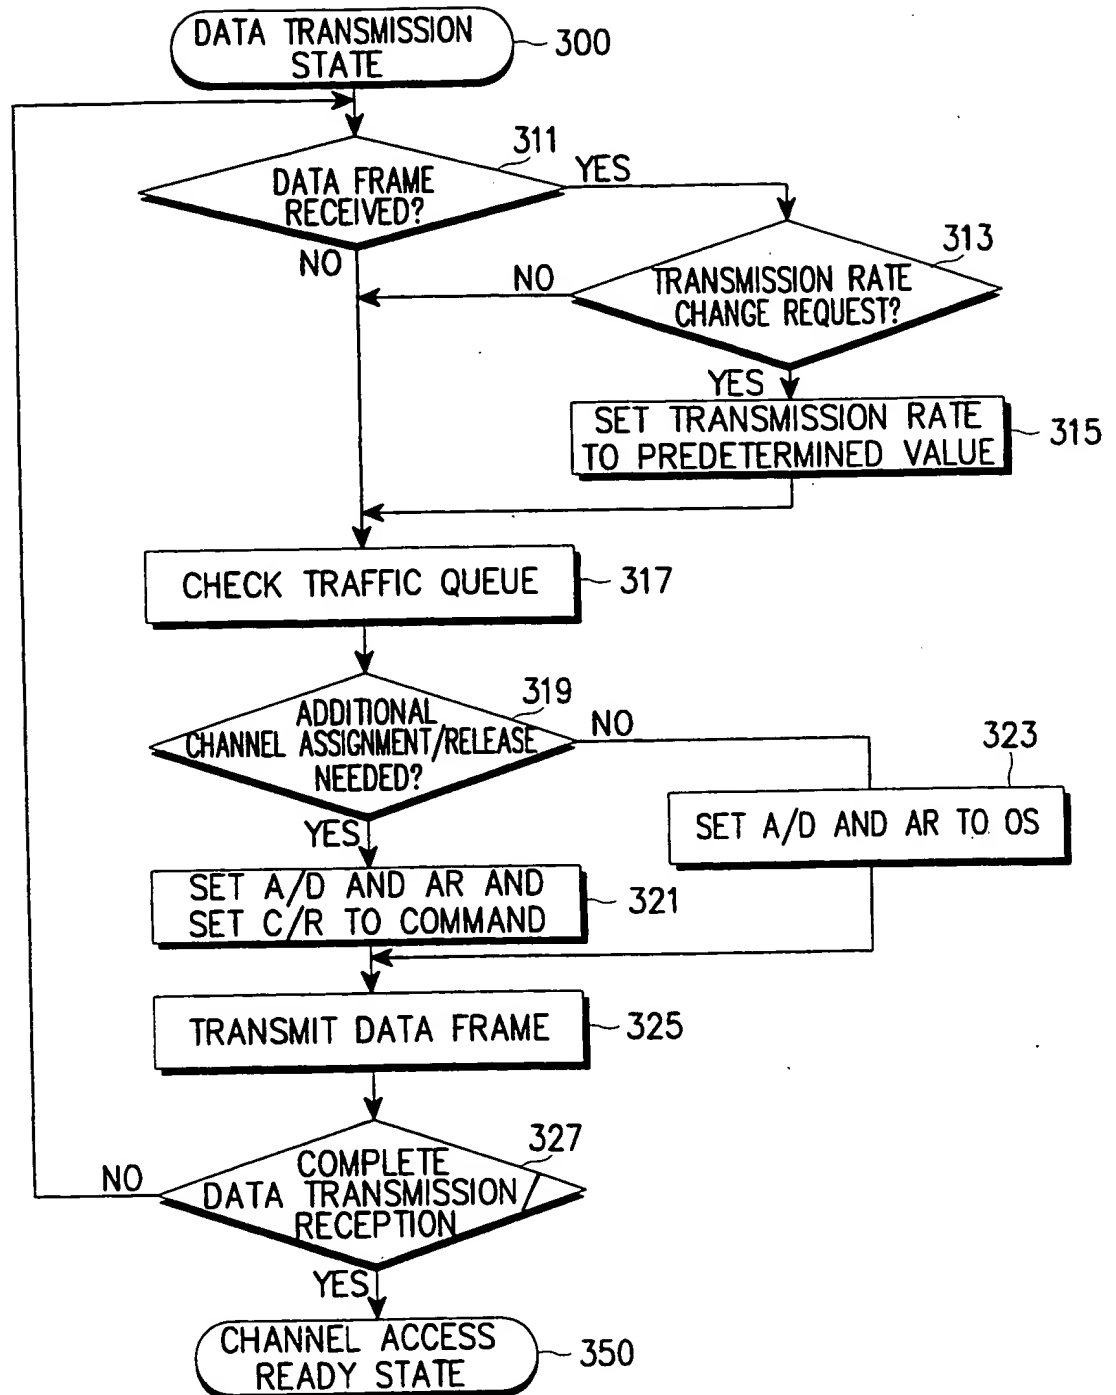 DATA TRANSMISSION
STATE
300
311
DATA FRAME
RECEIVED?
YES
NO
313
TRANSMISSION RATE
CHANGE REQUEST?
NO
YES
SET TRANSMISSION RATE
TO PREDETERMINED VALUE
315
CHECK TRAFFIC QUEUE
317
319
ADDITIONAL
CHANNEL ASSIGNMENT/RELEASE
NEEDED?
NO
YES
323
SET A/D AND AR TO OS
SET A/D AND AR AND
SET C/R TO COMMAND
321
TRANSMIT DATA FRAME
325
327
COMPLETE
DATA TRANSMISSION/
RECEPTION
NO
YES
CHANNEL ACCESS
READY STATE
350